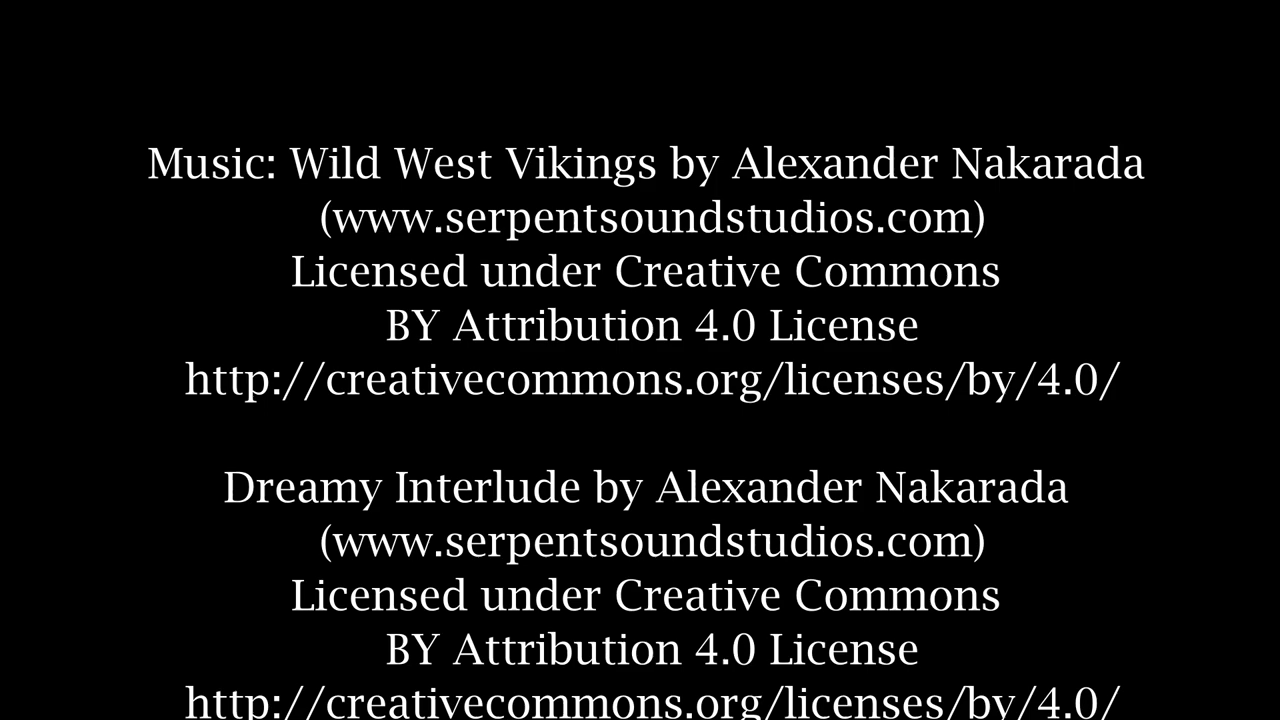 Music: Wild West Vikings by Alexander Nakarada
(www.serpentsoundstudios.com)
Licensed under Creative Commons
BY Attribution 4.0 License
http://creativecommons.org/licenses/by/4.0/
Dreamy Interlude by Alexander Nakarada
(www.serpentsoundstudios.com)
Licensed under Creative Commons
BY Attribution 4.0 License
http://creativecommons.org/licenses/by/4.0/